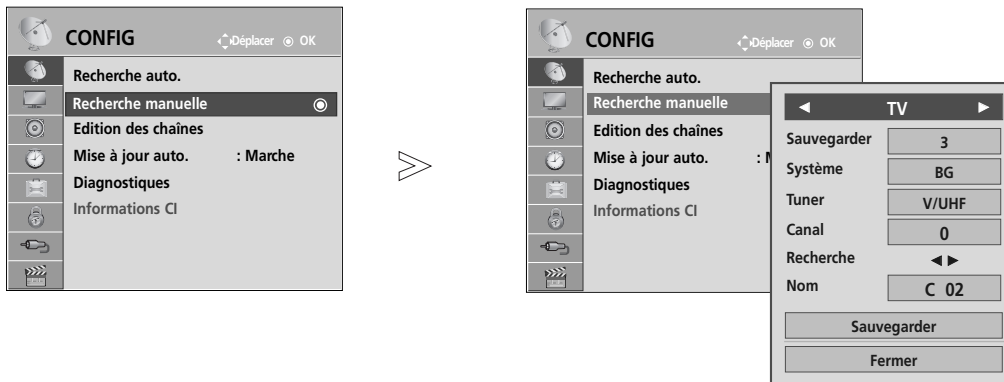 CONFIG
Déplacer OK
Recherche auto.
Recherche manuelle
Edition des chaînes
Mise à jour auto. : Marche
Diagnostiques
Informations CI
CONFIG
Déplacer OK
Recherche auto.
Recherche manuelle
Edition des chaînes
Mise à jour auto. : M
Diagnostiques
Informations CI
◄ TV ►
Sauvegarder 3
Système BG
Tuner V/UHF
Canal 0
Recherche ◄ ►
Nom C 02
Sauvegarder
Fermer